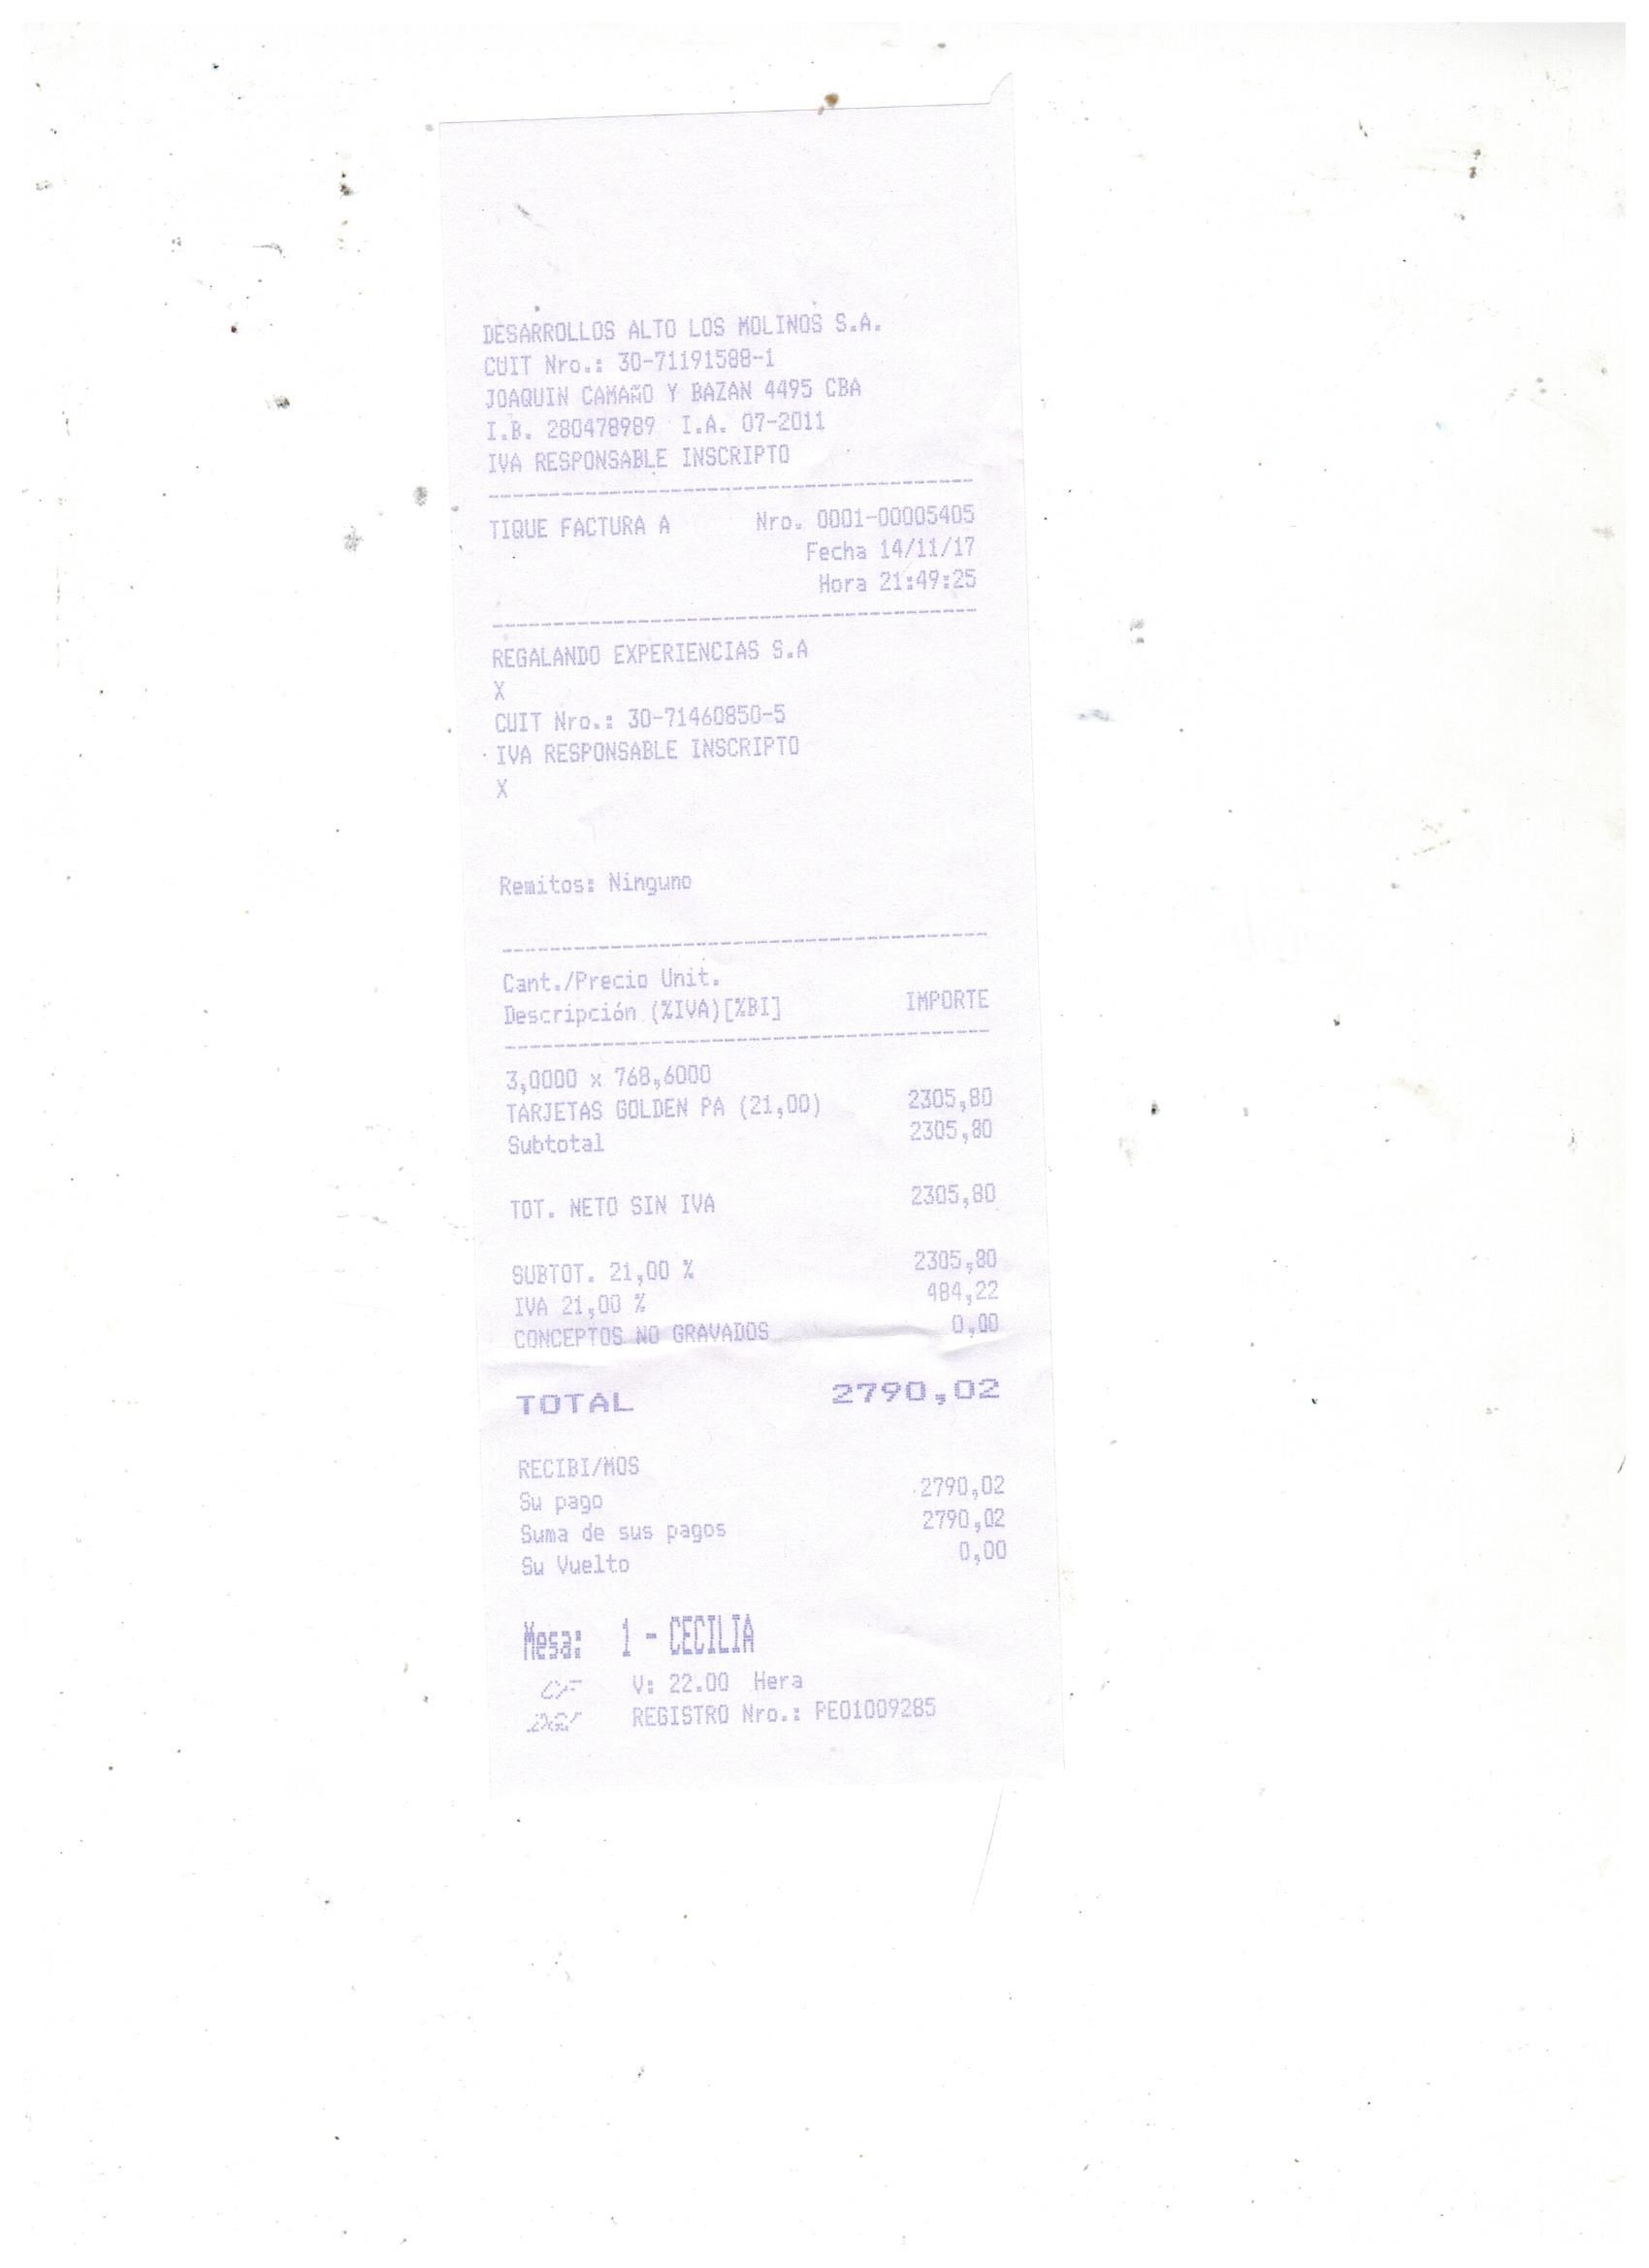 DESARROLLOS ALTO LOS MOLINOS S.A.
CUIT Nro.: 30-71191588-1
JOAQUIN CAMAÑO Y BAZAN 4495 CBA
I.B. 280478989 I.A. 07-2011
IVA RESPONSABLE INSCRIPTO
TIQUE FACTURA A Nro. 0001-00005405
Fecha 14/11/17
Hora 21:49:25
REGALANDO EXPERIENCIAS S.A
X
CUIT Nro.: 30-71460850-5
IVA RESPONSABLE INSCRIPTO
X
Remitos: Ninguno
Cant./Precio Unit.
Descripción (%IVA)[%BI] IMPORTE
3,0000 x 768,6000
TARJETAS GOLDEN PA (21,00) 2305,80
Subtotal 2305,80
TOT. NETO SIN IVA 2305,80
SUBTOT. 21,00 % 2305,80
IVA 21,00 % 484,22
CONCEPTOS NO GRAVADOS 0,00
TOTAL 2790,02
RECIBI/MOS
Su pago 2790,02
Suma de sus pagos 2790,02
Su Vuelto 0,00
Mesa: 1 - CECILIA
CF V: 22.00 Hera
REGISTRO Nro.: PEO1009285